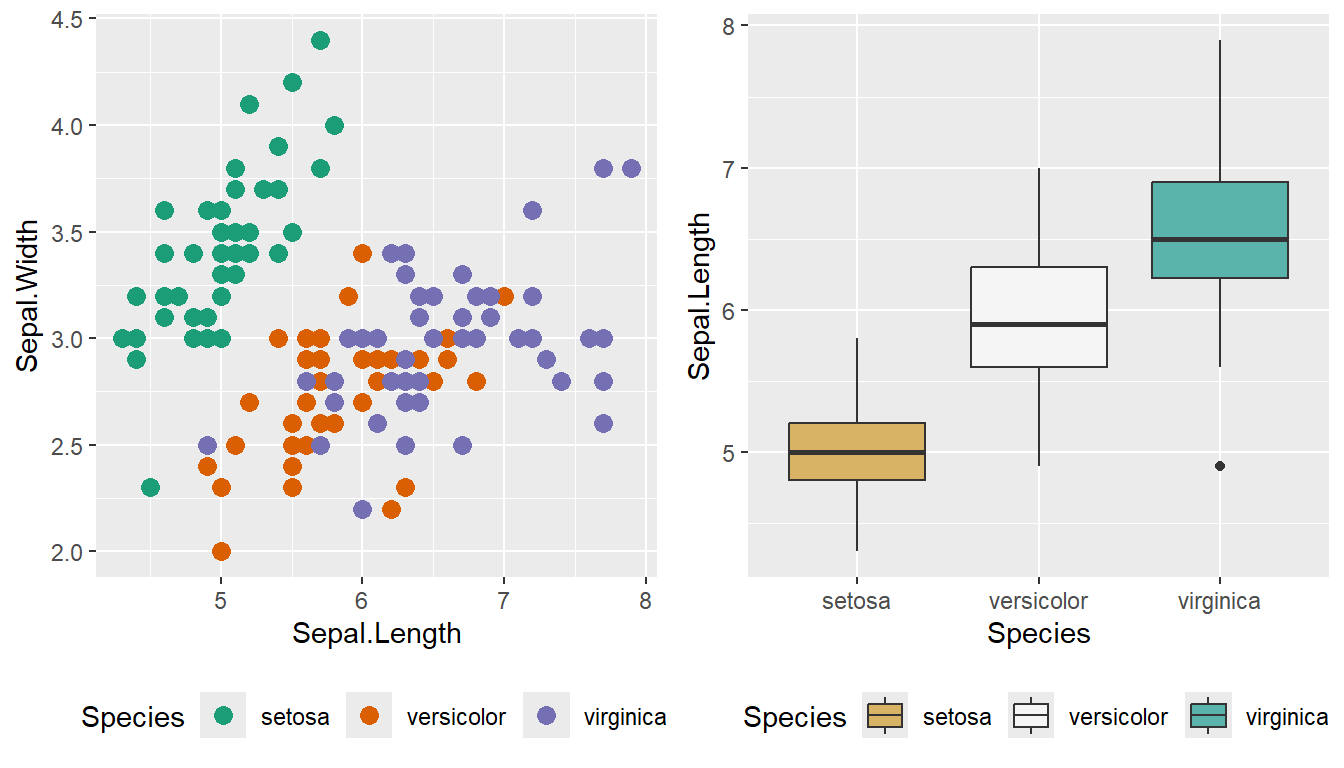 4.5
4.0
3.5
3.0
2.5
2.0
Sepal.Width
5 6 7 8
Sepal.Length
Species setosa versicolor virginica
8
7
6
5
Sepal.Length
setosa versicolor virginica
Species
Species setosa versicolor virginica